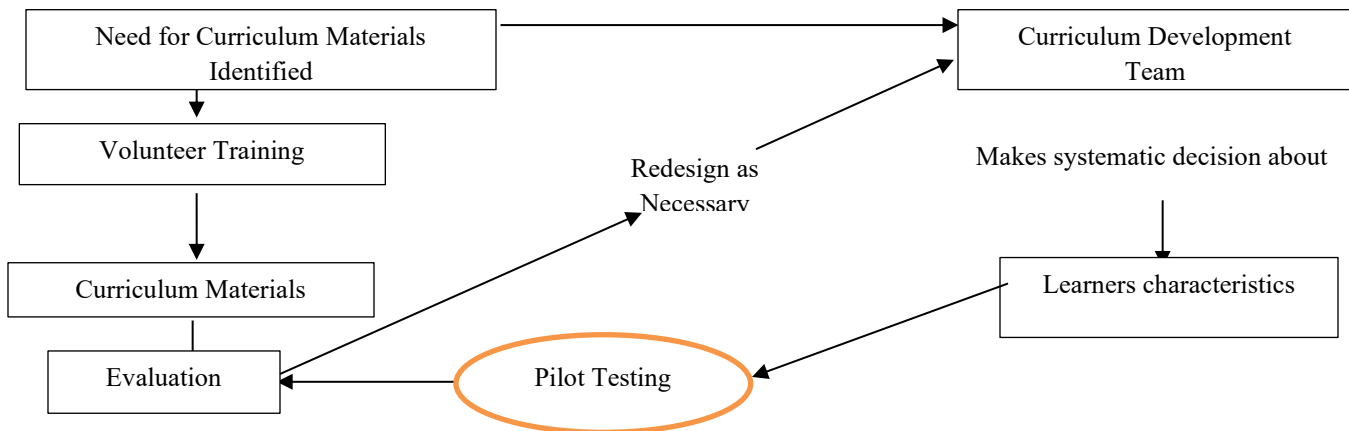 Need for Curriculum Materials
Identified
Curriculum Development
Team
Volunteer Training
Redesign as
Necessary
Makes systematic decision about
Curriculum Materials
Learners characteristics
Evaluation
Pilot Testing